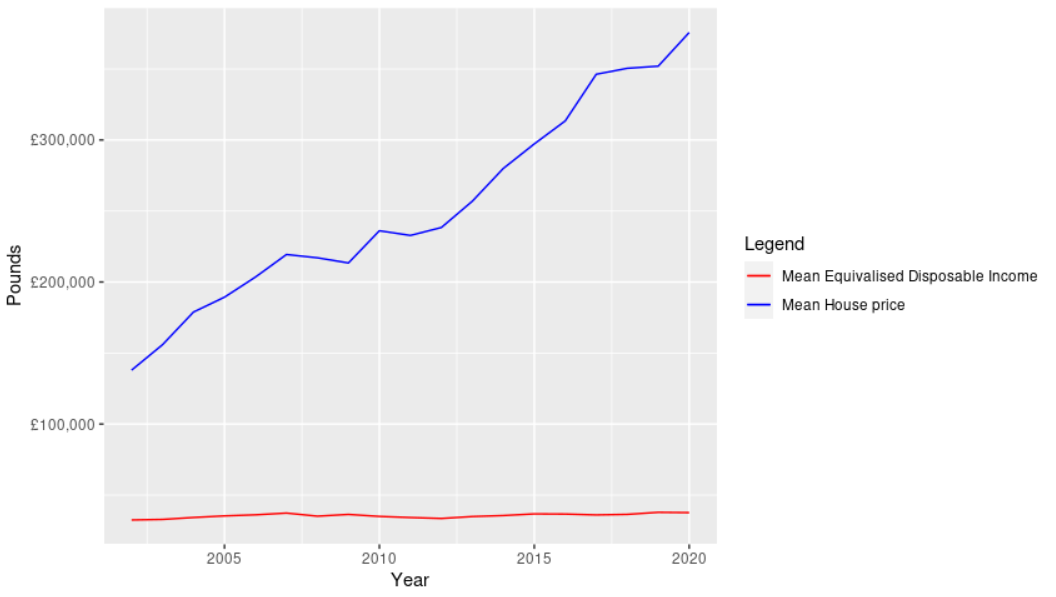 £300,000
£200,000
£100,000
Pounds
2005
2010
2015
2020
Year
Legend
Mean Equivalised Disposable Income
Mean House price